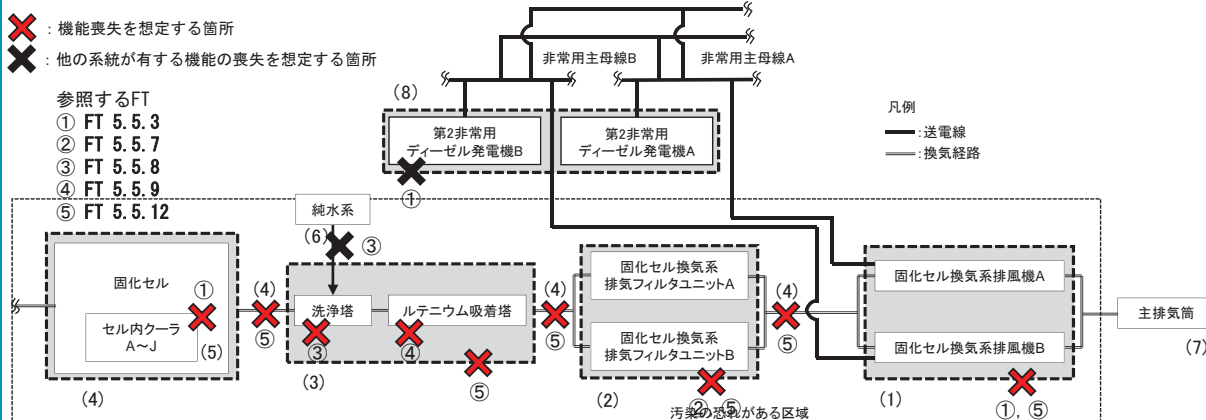 ：機能喪失を想定する箇所
：他の系統が有する機能の喪失を想定する箇所
参照するFT
① FT 5.5.3
② FT 5.5.7
③ FT 5.5.8
④ FT 5.5.9
⑤ FT 5.5.12
非常用主母線B
非常用主母線A
(8)
第2非常用
ディーゼル発電機B
第2非常用
ディーゼル発電機A
①
凡例
：送電線
：換気経路
純水系
(6)
③
固化セル
①
セル内クーラ
A～J
(5)
(4)
(4)
⑤
洗浄塔
③
ルテニウム吸着塔
④
⑤
(3)
(4)
⑤
固化セル換気系
排気フィルタユニットA
固化セル換気系
排気フィルタユニットB
(2)
②，⑤
(4)
⑤
固化セル換気系排風機A
固化セル換気系排風機B
(1)
①，⑤
主排気筒
(7)
汚染の恐れがある区域